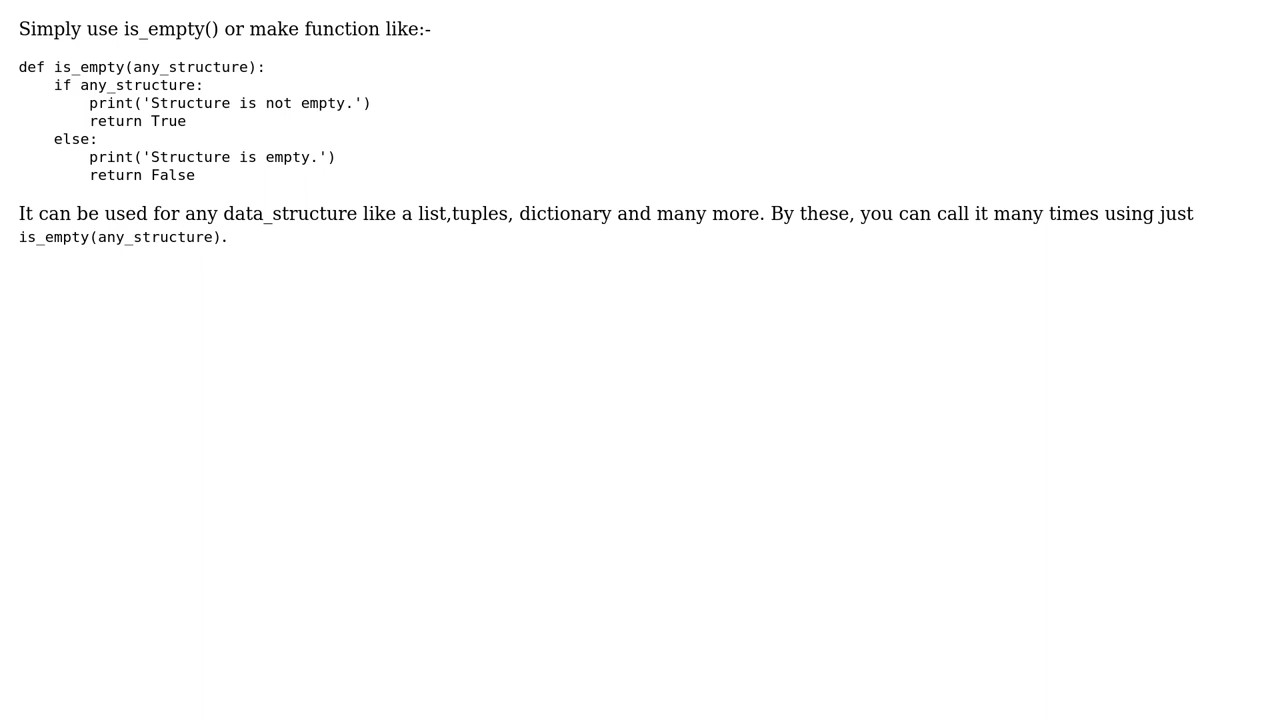 Simply use is_empty() or make function like:-
def is_empty(any_structure):
    if any_structure:
        print('Structure is not empty.')
        return True
    else:
        print('Structure is empty.')
        return False
It can be used for any data_structure like a list,tuples, dictionary and many more. By these, you can call it many times using just
is_empty(any_structure).